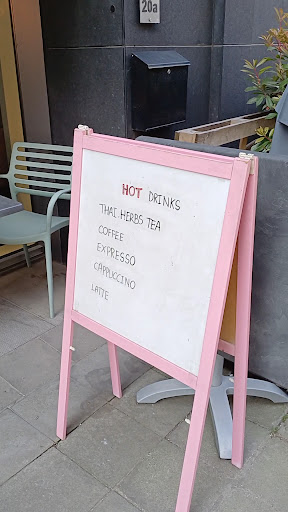 20a
HOT DRINKS
THAI HERBS TEA
COFFEE
EXPRESSO
CAPPUCCINO
LATTE